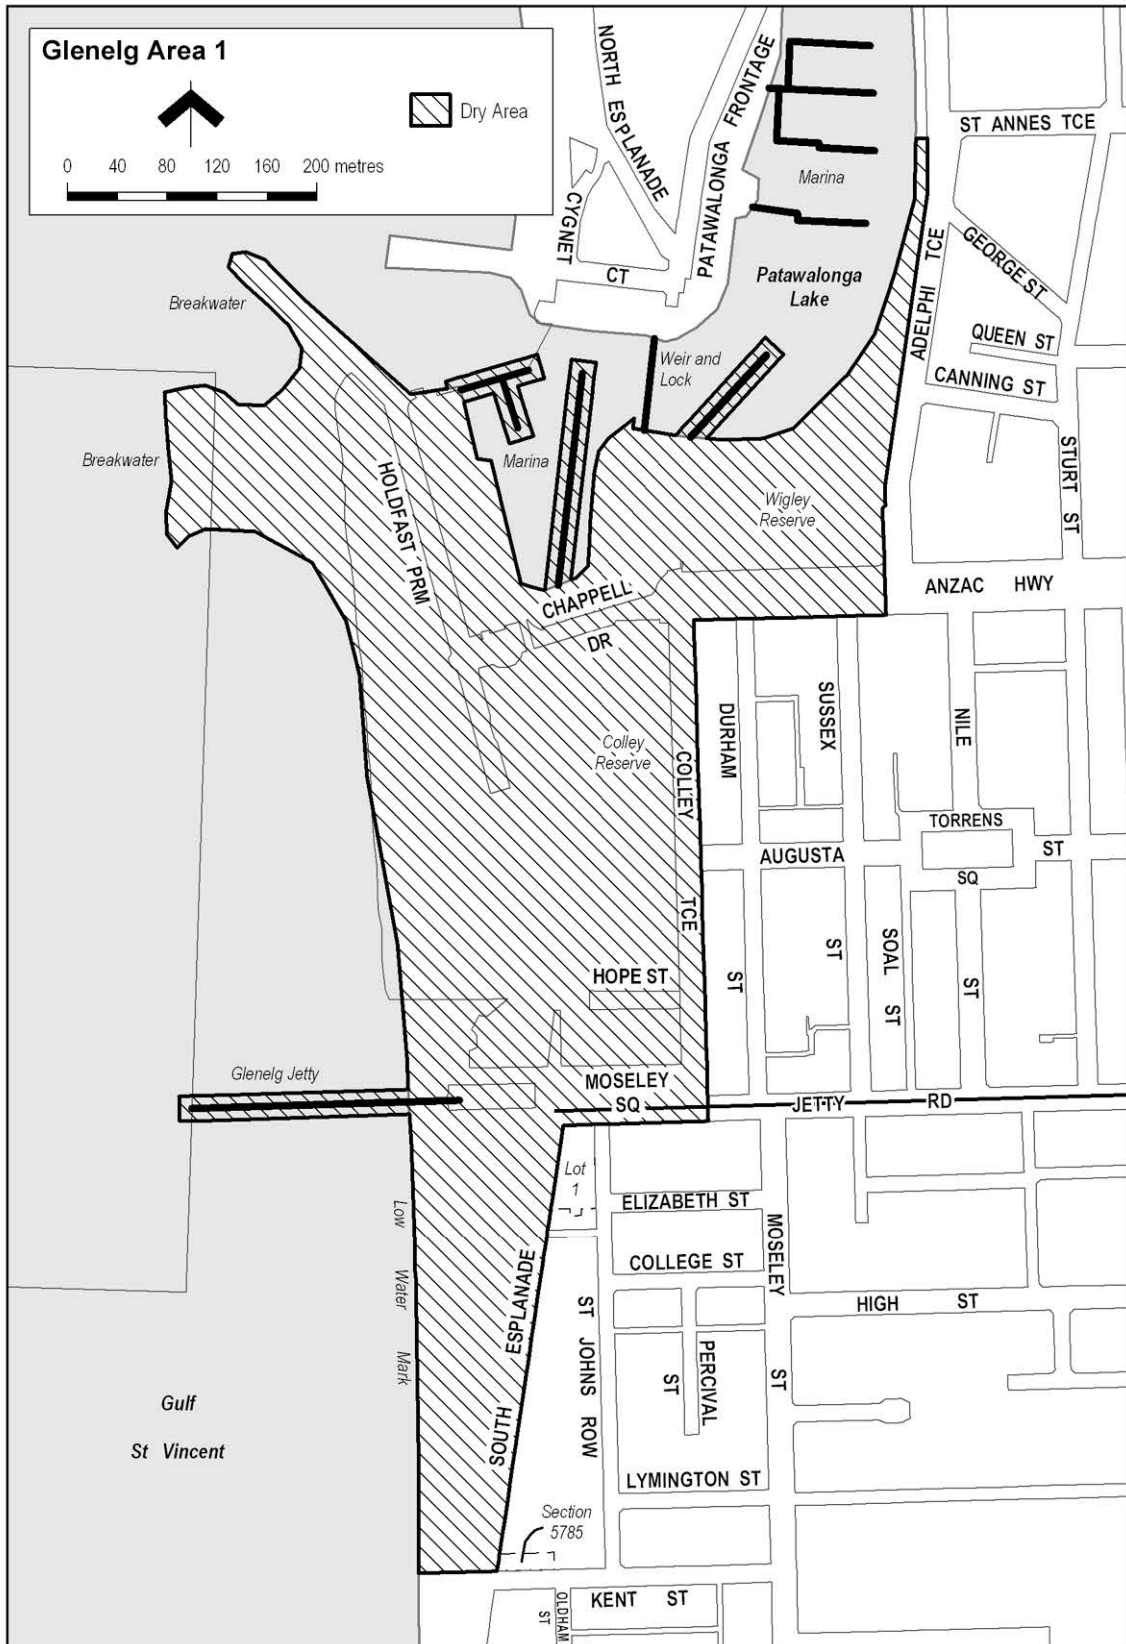 Glenelg Area 1
Dry Area
0 40 80 120 160 200 metres
NORTH ESPLANADE
PATAWALONGA FRONTAGE
ST ANNES TCE
Marina
CYGNET
CT
GEORGE ST
ADELPHI TCE
Patawalonga
Lake
Breakwater
QUEEN ST
Weir and
Lock
CANNING ST
Breakwater
Marina
STURT ST
HOLDFAST PRM
Wigley
Reserve
ANZAC HWY
CHAPPELL
DR
DURHAM
SUSSEX
NILE
Colley
Reserve
COLLEY
TORRENS
AUGUSTA
ST
SQ
TCE
ST
SOAL ST
HOPE ST
ST
ST
Glenelg Jetty
MOSELEY
SQ
JETTY RD
Lot
1
ELIZABETH ST
Low Water Mark
MOSELEY
COLLEGE ST
SOUTH ESPLANADE
ST JOHNS ROW
HIGH ST
PERCIVAL
ST
ST
Gulf
St Vincent
LYMINGTON ST
Section
5785
KENT ST
OLDHAM
ST